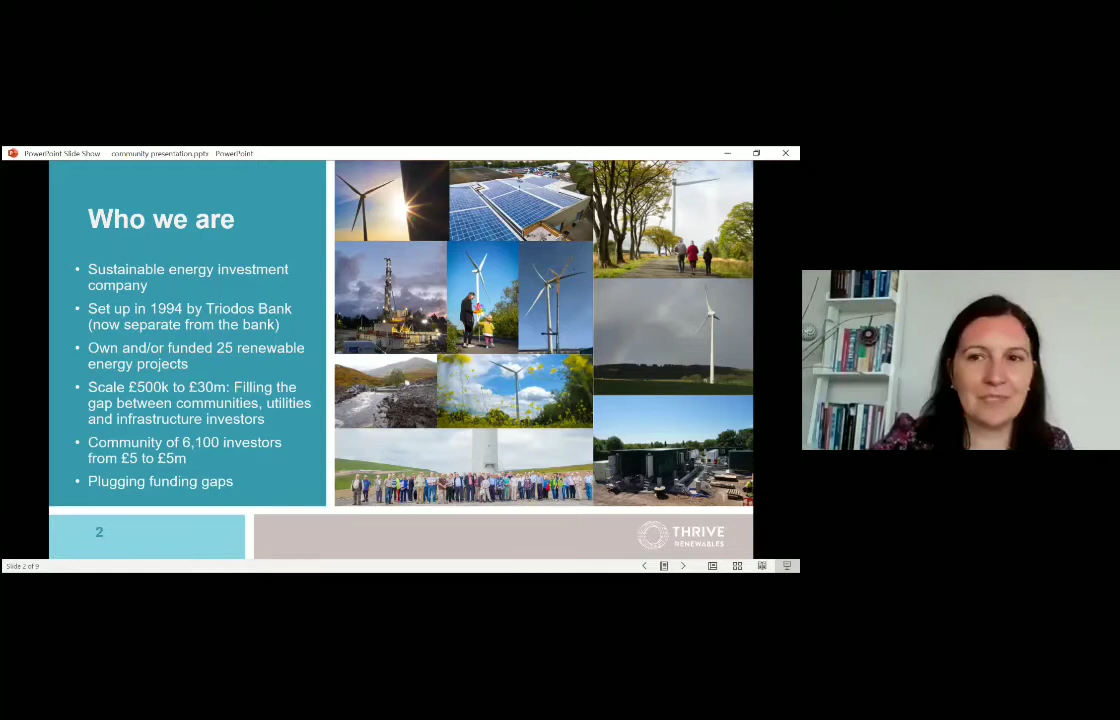 PowerPoint Slide Show community presentation.pptx PowerPoint
Who we are
• Sustainable energy investment
company
• Set up in 1994 by Triodos Bank
(now separate from the bank)
• Own and/or funded 25 renewable
energy projects
• Scale £500k to £30m: Filling the
gap between communities, utilities
and infrastructure investors
• Community of 6,100 investors
from £5 to £5m
• Plugging funding gaps
2
THRIVE
RENEWABLES
Slide 2 of 9